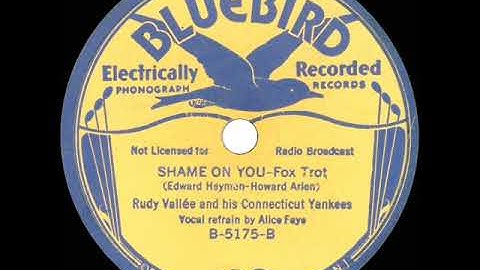 BLUEBIRD
Electrically Recorded
PHONOGRAPH RECORDS
Not Licensed for Radio Broadcast
SHAME ON YOU-Fox Trot
(Edward Heyman-Howard Arlen)
Rudy Vallée and his Connecticut Yankees
Vocal refrain by Alice Faye
B-5175-B